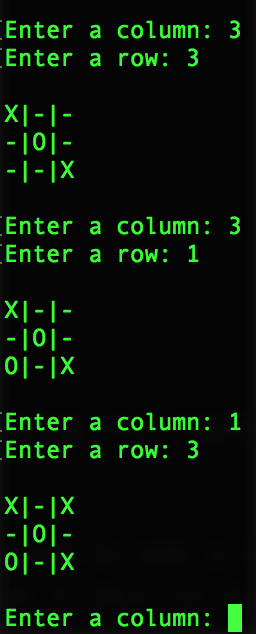 Enter a column: 3
Enter a row: 3
X|-|-
-|O|-
-|-|X
Enter a column: 3
Enter a row: 1
X|-|-
-|O|-
O|-|X
Enter a column: 1
Enter a row: 3
X|-|X
-|O|-
O|-|X
Enter a column: